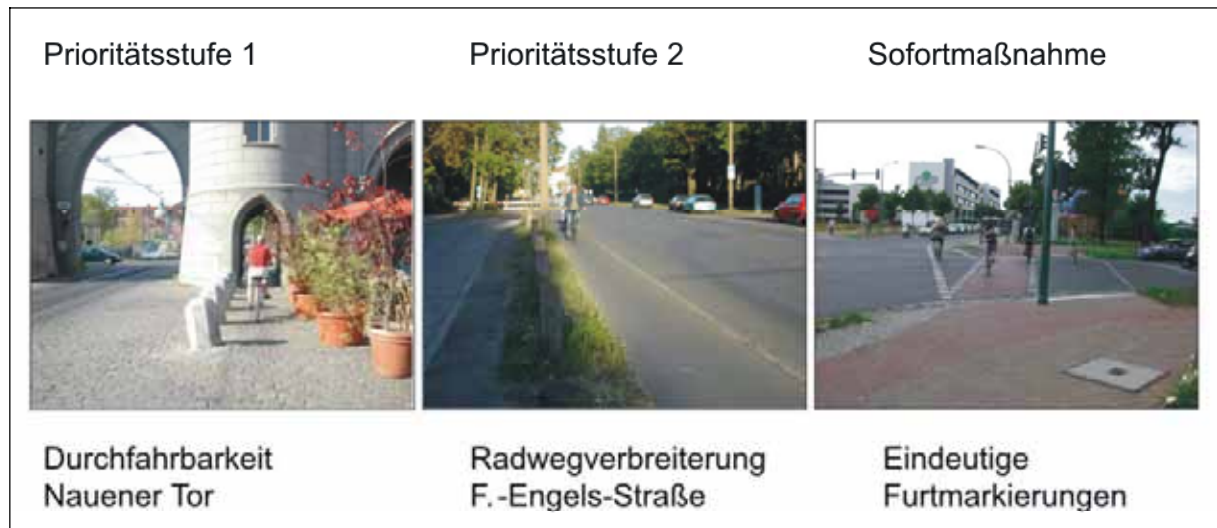 Prioritätsstufe 1
Prioritätsstufe 2
Sofortmaßnahme
Durchfahrbarkeit
Nauener Tor
Radwegverbreiterung
F.-Engels-Straße
Eindeutige
Furtmarkierungen